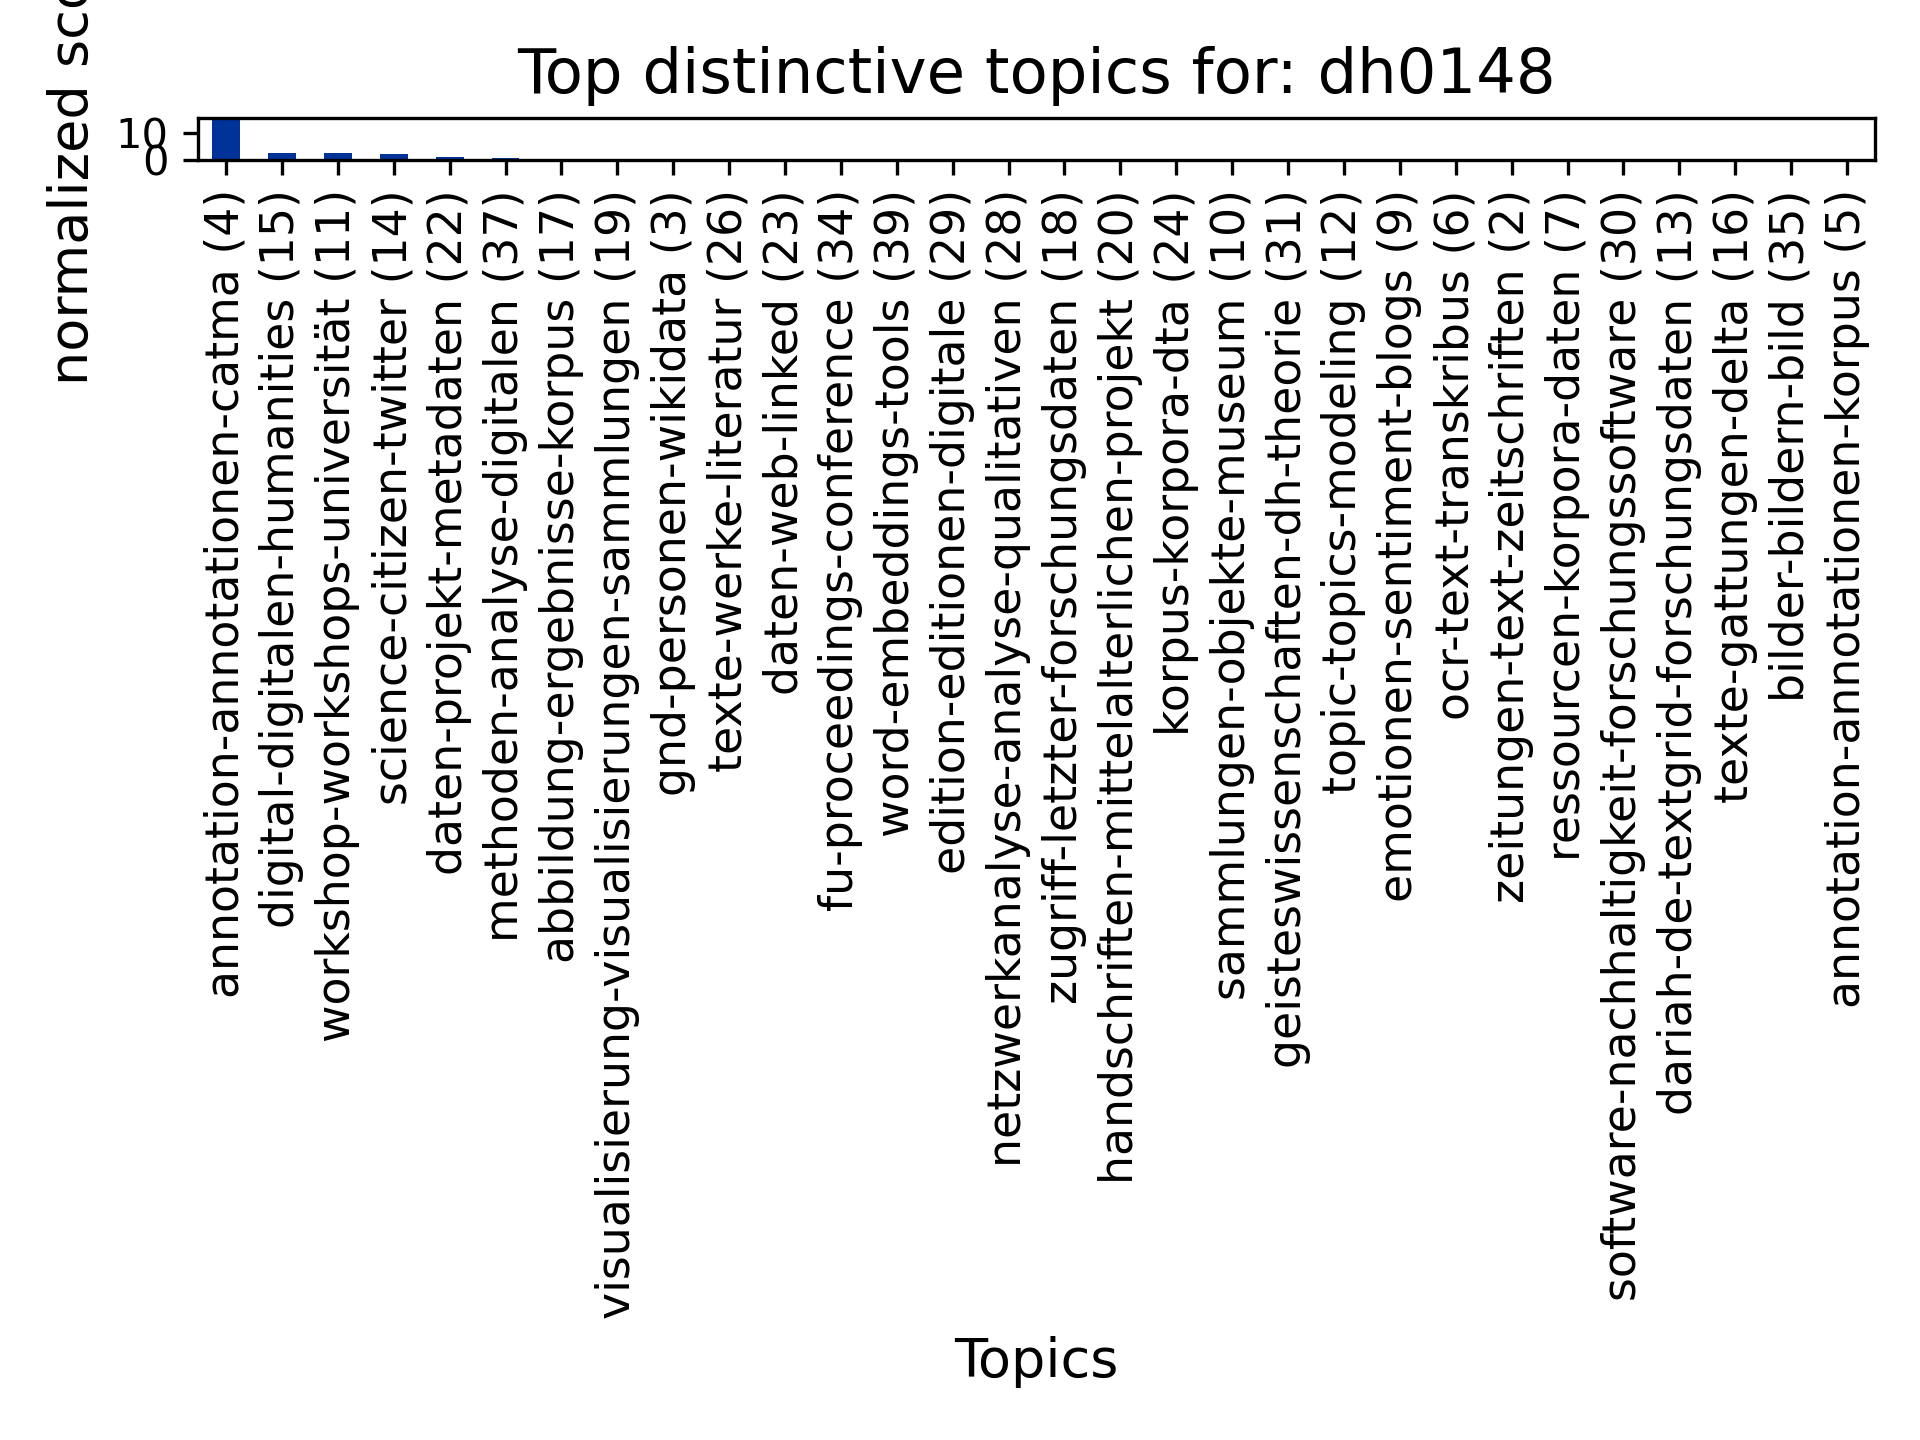 Top distinctive topics for: dh0148
normalized
10
0
annotation-annotationen-catma (4)
digital-digitalen-humanities (15)
workshop-workshops-universität (11)
science-citizen-twitter (14)
daten-projekt-metadaten (22)
methoden-analyse-digitalen (37)
abbildung-ergebnisse-korpus (17)
visualisierung-visualisierungen-sammlungen (19)
gnd-personen-wikidata (3)
texte-werke-literatur (26)
daten-web-linked (23)
fu-proceedings-conference (34)
word-embeddings-tools (39)
edition-editionen-digitale (29)
netzwerkanalyse-analyse-qualitativen (28)
zugriff-letzter-forschungsdaten (18)
handschriften-mittelalterlichen-projekt (20)
korpus-korpora-dta (24)
sammlungen-objekte-museum (10)
geisteswissenschaften-dh-theorie (31)
topic-topics-modeling (12)
emotionen-sentiment-blogs (9)
ocr-text-transkribus (6)
zeitungen-text-zeitschriften (2)
ressourcen-korpora-daten (7)
software-nachhaltigkeit-forschungssoftware (30)
dariah-de-textgrid-forschungsdaten (13)
texte-gattungen-delta (16)
bilder-bildern-bild (35)
annotation-annotationen-korpus (5)
Topics